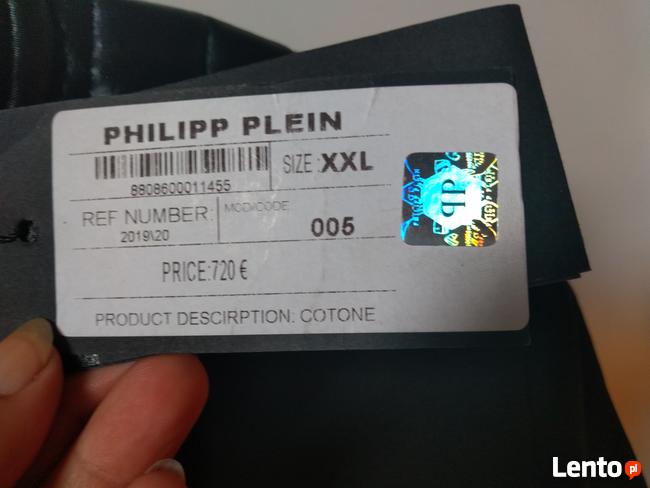 PHILIPP PLEIN
SIZE :XXL
8808600011455
REF NUMBER:
2019\20
MOD/CODE
005
PRICE:720 €
PRODUCT DESCIRPTION: COTONE
Lento pl